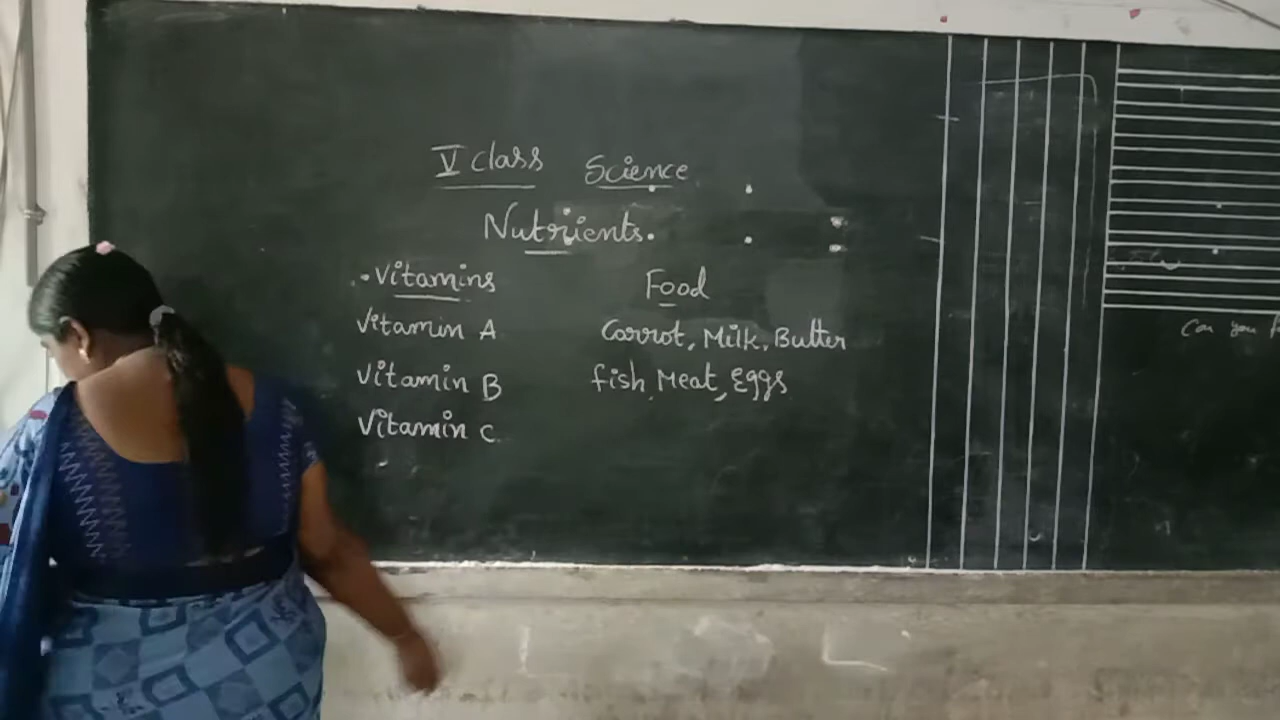 V class Science
Nutrients.
Vitamins Food
Vitamin A Carrot, Milk, Butter
Vitamin B fish, Meat, Eggs
Vitamin C
Can you